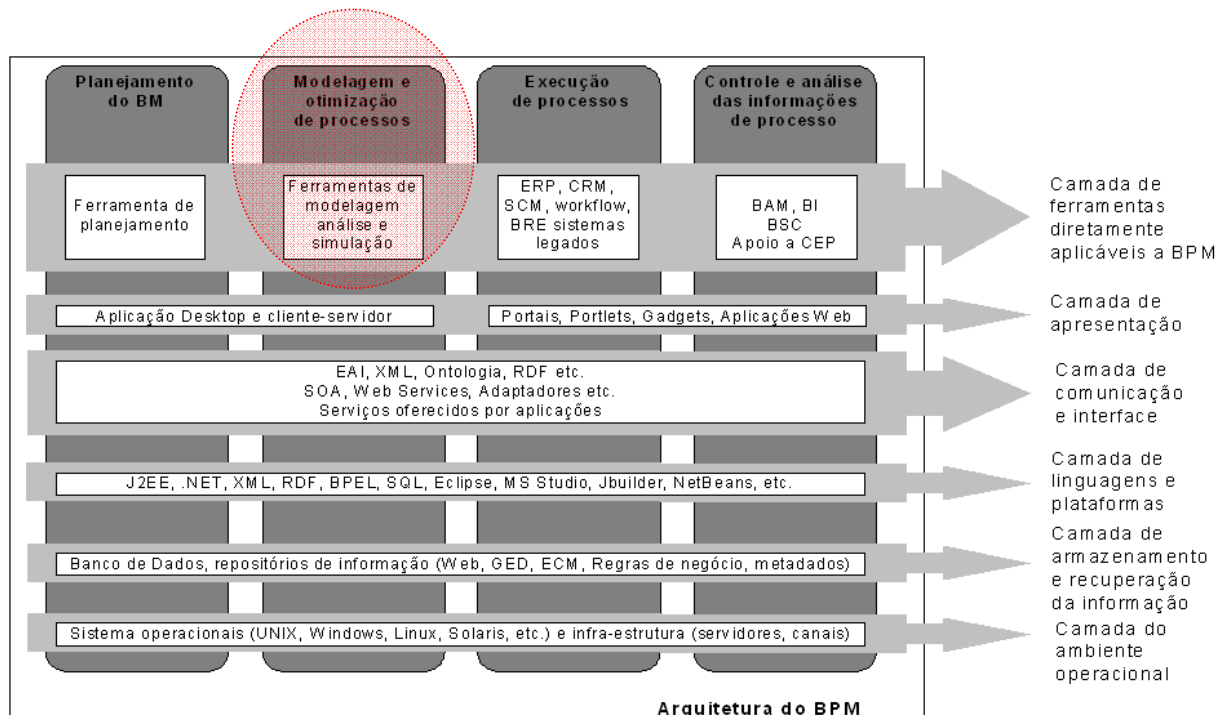 Planejamento
do BM
Modelagem e
otimização
de processos
Execução
de processos
Controle e análise
das informações
de processo
Ferramenta de
planejamento
Ferramentas de
modelagem
análise e
simulação
ERP, CRM,
SCM, workflow,
BRE sistemas
legados
BAM, BI
BSC
Apoio a CEP
Camada de
ferramentas
diretamente
aplicáveis a BPM
Aplicação Desktop e cliente-servidor
Portais, Portlets, Gadgets, Aplicações Web
Camada de
apresentação
EAI, XML, Ontologia, RDF etc.
SOA, Web Services, Adaptadores etc.
Serviços oferecidos por aplicações
Camada de
comunicação
e interface
J2EE, .NET, XML, RDF, BPEL, SQL, Eclipse, MS Studio, Jbuilder, NetBeans, etc.
Camada de
linguagens e
plataformas
Banco de Dados, repositórios de informação (Web, GED, ECM, Regras de negócio, metadados)
Camada de
armazenamento
e recuperação
da informação
Sistema operacionais (UNIX, Windows, Linux, Solaris, etc.) e infra-estrutura (servidores, canais)
Camada do
ambiente
operacional
Arquitetura do BPM